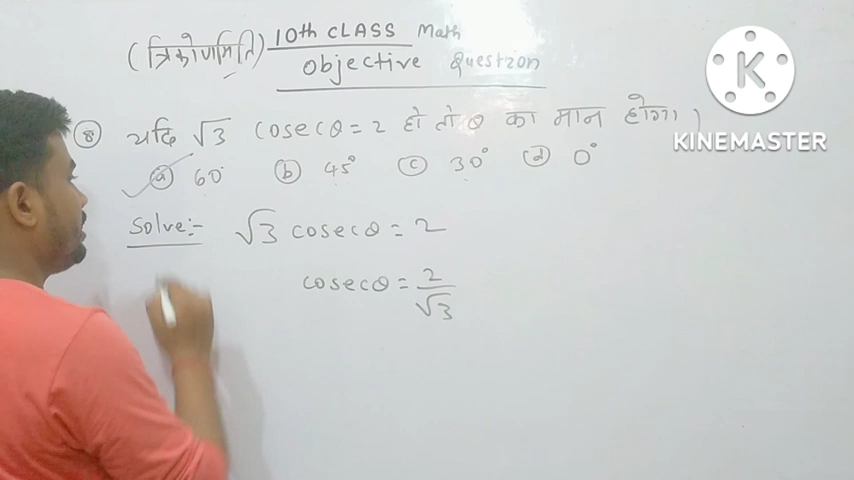 (त्रिकोणमिति) 10th CLASS Math
Objective Question
K
KINEMASTER
⑧ यदि √3 cosecθ = 2 हो तो θ का मान होगा।
ⓐ 60° ⓑ 45° ⓒ 30° ⓓ 0°
Solve:- √3 cosecθ = 2
cosecθ = 2/√3